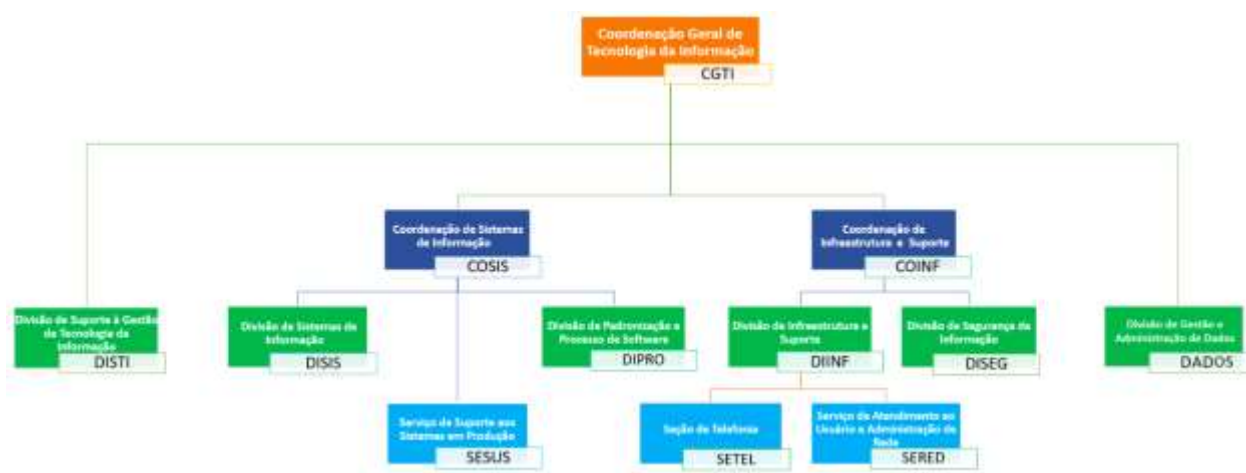 Coordenação Geral de
Tecnologia da Informação
CGTI
Coordenação de Sistemas
de Informação
COSIS
Coordenação de
Infraestrutura e Suporte
COINF
Divisão de Suporte à Gestão
de Tecnologia da
Informação
DISTI
Divisão de Sistemas de
Informação
DISIS
Divisão de Padronização e
Processo de Software
DIPRO
Divisão de Infraestrutura e
Suporte
DIINF
Divisão de Segurança da
Informação
DISEG
Divisão de Gestão e
Administração de Dados
DADOS
Serviço de Suporte aos
Sistemas em Produção
SESUS
Seção de Telefonia
SETEL
Serviço de Atendimento ao
Usuário e Administração de
Rede
SERED